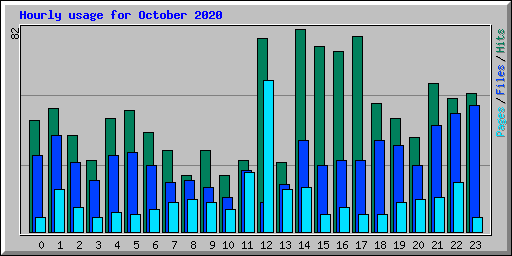 Hourly usage for October 2020
82
Pages / Files / Hits
0 1 2 3 4 5 6 7 8 9 10 11 12 13 14 15 16 17 18 19 20 21 22 23